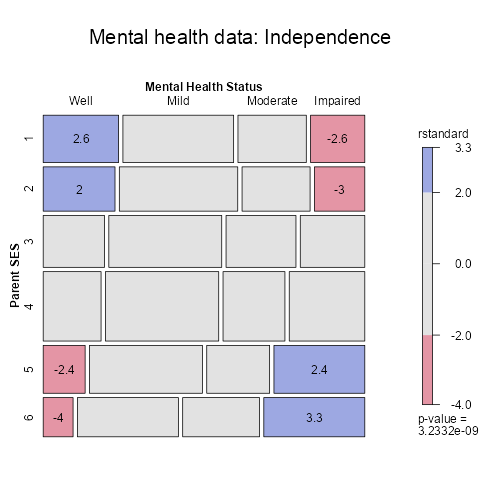 Mental health data: Independence
Mental Health Status
Well Mild Moderate Impaired
Parent SES
1 2.6 -2.6
2 2 -3
3
4
5 -2.4 2.4
6 -4 3.3
rstandard
3.3
2.0
0.0
-2.0
-4.0
p-value =
3.2332e-09